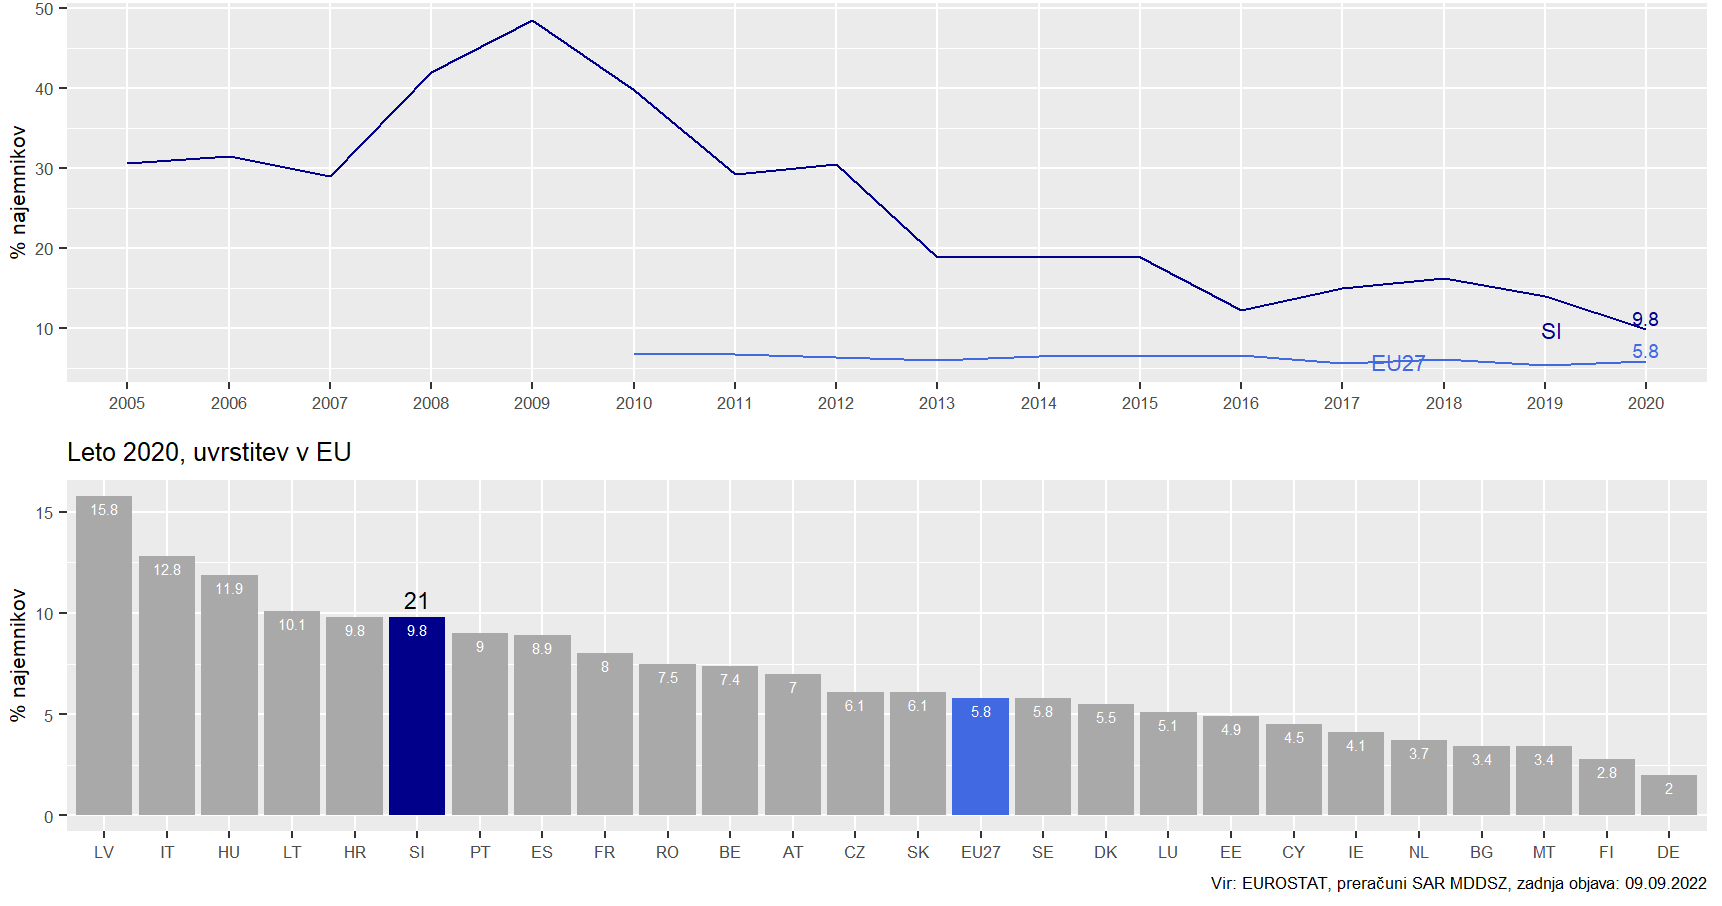 50
40
30
20
10
% najemnikov
SI
9.8
EU27
5.8
2005 2006 2007 2008 2009 2010 2011 2012 2013 2014 2015 2016 2017 2018 2019 2020
Leto 2020, uvrstitev v EU
15
10
5
0
% najemnikov
21
15.8 12.8 11.9 10.1 9.8 9.8 9 8.9 8 7.5 7.4 7 6.1 6.1 5.8 5.8 5.5 5.1 4.9 4.5 4.1 3.7 3.4 3.4 2.8 2
LV IT HU LT HR SI PT ES FR RO BE AT CZ SK EU27 SE DK LU EE CY IE NL BG MT FI DE
Vir: EUROSTAT, preračuni SAR MDDSZ, zadnja objava: 09.09.2022